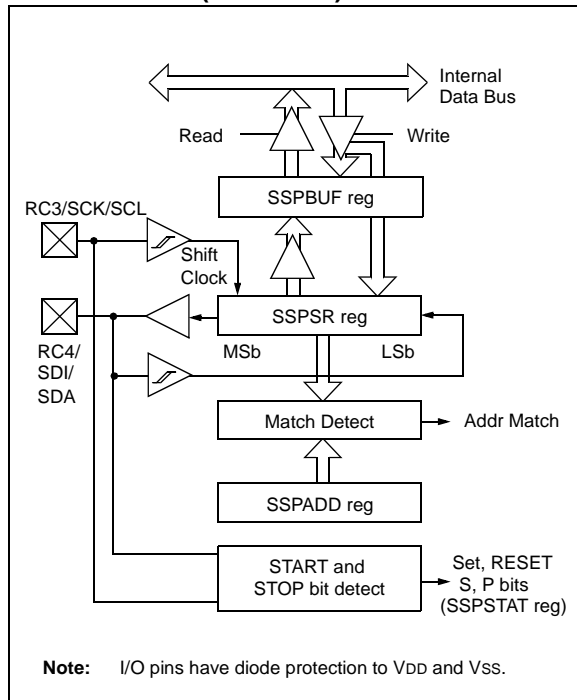 Internal
Data Bus
Read
Write
SSPBUF reg
RC3/SCK/SCL
Shift
Clock
SSPSR reg
MSb
LSb
RC4/
SDI/
SDA
Match Detect
Addr Match
SSPADD reg
START and
STOP bit detect
Set, RESET
S, P bits
(SSPSTAT reg)
Note: I/O pins have diode protection to VDD and VSS.